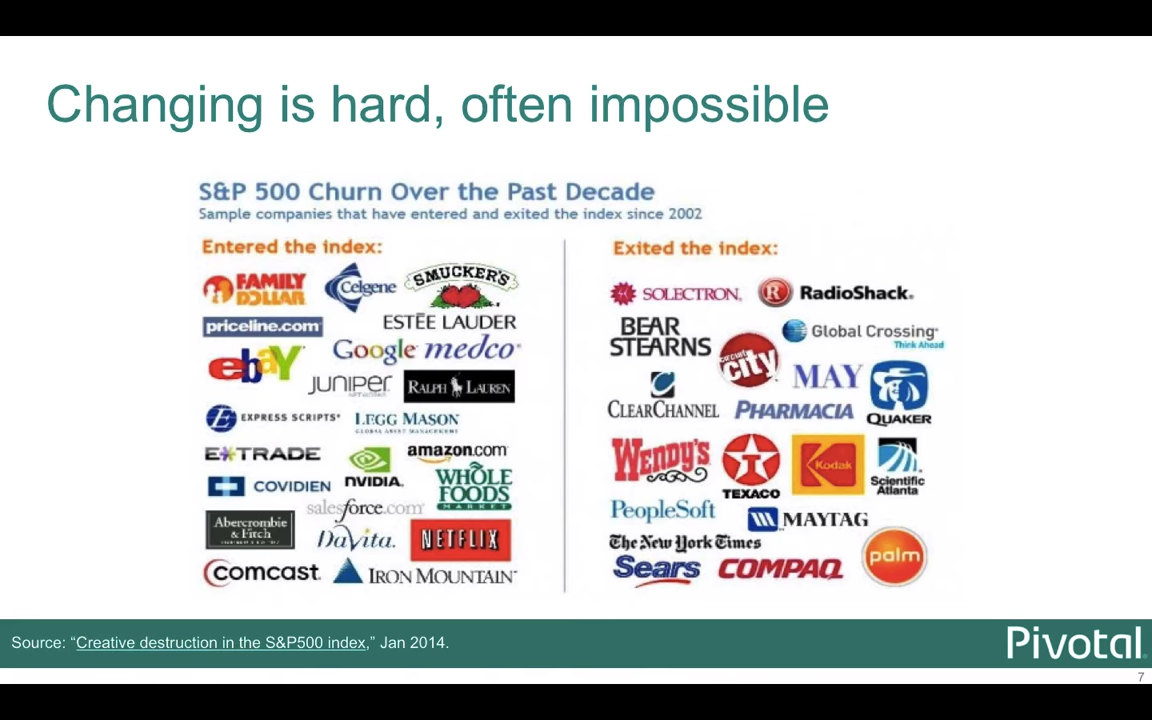 Changing is hard, often impossible
S&P 500 Churn Over the Past Decade
Sample companies that have entered and exited the index since 2002
Entered the index:
FAMILY
DOLLAR
Celgene
SMUCKER'S
priceline.com
ESTĒE LAUDER
ebaY
Google
medco
JUNIPER
NETWORKS
RALPH LAUREN
EXPRESS SCRIPTS
LEGG MASON
GLOBAL ASSET MANAGEMENT
E*TRADE
NVIDIA.
amazon.com
COVIDIEN
WHOLE
FOODS
MARKET
salesforce.com
Abercrombie
& Fitch
DaVita.
NETFLIX
comcast.
IRON MOUNTAIN
Exited the index:
SOLECTRON.
R RadioShack.
BEAR
STEARNS
circuit
city
Global Crossing
Think Ahead
CLEARCHANNEL
MAY
PHARMACIA
QUAKER
WENDY'S
TEXACO
Kodak
Scientific
Atlanta
PeopleSoft
MAYTAG
The New York Times
Sears
COMPAQ
palm
Source: “Creative destruction in the S&P500 index,” Jan 2014.
Pivotal
7